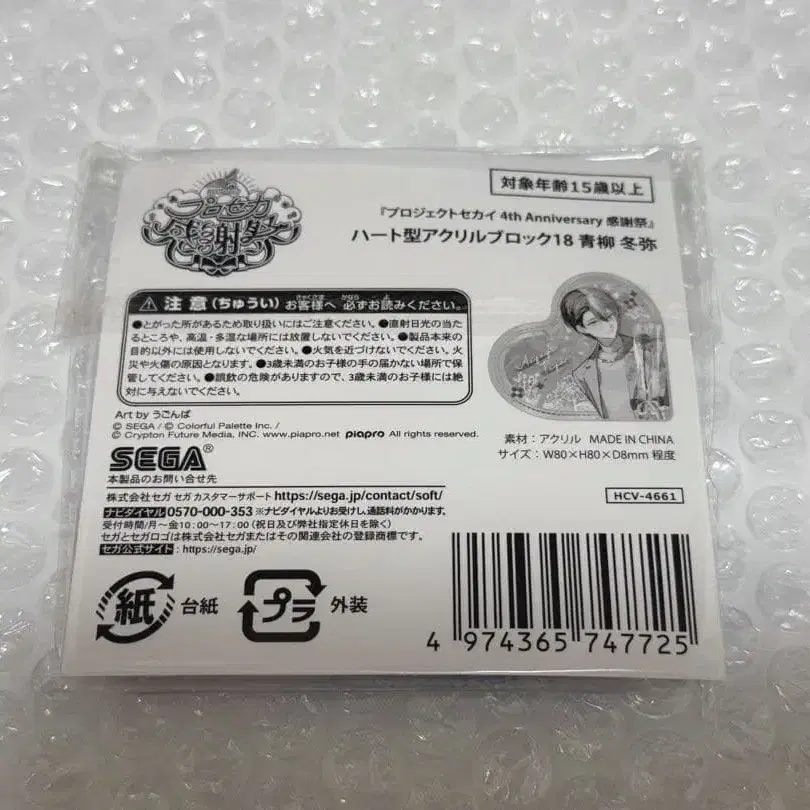 プロセカ
感謝祭
対象年齢15歳以上
『プロジェクトセカイ 4th Anniversary 感謝祭』
ハート型アクリルブロック18 青柳 冬弥
注意(ちゅうい) お客様へ 必ずお読みください。
きゃくさま かなら よ
●とがった所があるため取り扱いにはご注意ください。●直射日光の当た
るところや、高温・多湿な場所には放置しないでください。●製品本来の
目的以外には使用しないでください。●火気を近づけないでください。火
災や火傷の原因となります。●3歳未満のお子様の手の届かない場所で保
管してください。●誤飲の危険がありますので、3歳未満のお子様には絶
対に与えないでください。
Art by うごんば
© SEGA / © Colorful Palette Inc. /
© Crypton Future Media, INC. www.piapro.net piapro All rights reserved.
素材:アクリル MADE IN CHINA
サイズ:W80×H80×D8mm 程度
HCV-4661
SEGA
本製品のお問い合せ先
株式会社セガ セガ カスタマーサポート https://sega.jp/contact/soft/
ナビダイヤル 0570-000-353 ※ナビダイヤルよりお受けし、通話料がかかります。
受付時間/月~金10:00~17:00(祝日及び弊社指定休日を除く)
セガとセガロゴは株式会社セガまたはその関連会社の登録商標です。
セガ公式サイト:https://sega.jp/
紙 台紙
プラ 外装
4 974365 747725